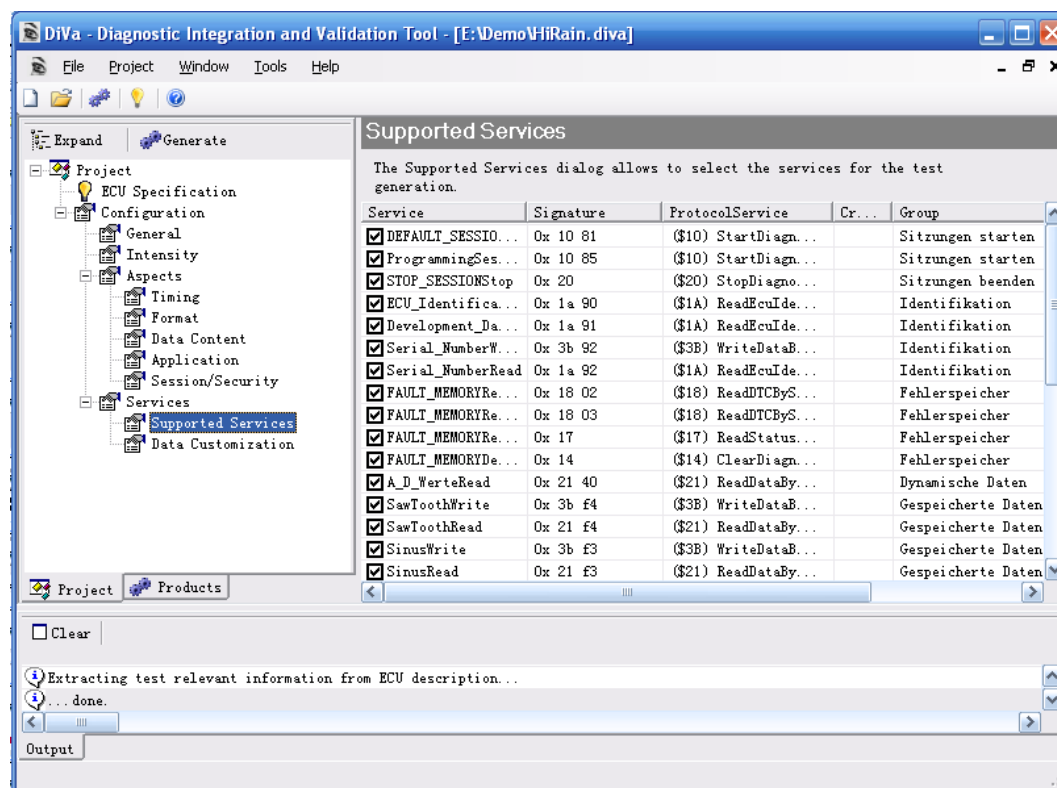 DiVa - Diagnostic Integration and Validation Tool - [E:\Demo\HiRain.diva]
File Project Window Tools Help
Expand Generate
Project
ECU Specification
Configuration
General
Intensity
Aspects
Timing
Format
Data Content
Application
Session/Security
Services
Supported Services
Data Customization
Project Products
Supported Services
The Supported Services dialog allows to select the services for the test
generation.
Service Signature ProtocolService Cr... Group
DEFAULT_SESSIO... 0x 10 81 ($10) StartDiagn... Sitzungen starten
ProgrammingSes... 0x 10 85 ($10) StartDiagn... Sitzungen starten
STOP_SESSIONStop 0x 20 ($20) StopDiagno... Sitzungen beenden
ECU_Identifica... 0x 1a 90 ($1A) ReadEcuIde... Identifikation
Development_Da... 0x 1a 91 ($1A) ReadEcuIde... Identifikation
Serial_NumberW... 0x 3b 92 ($3B) WriteDataB... Identifikation
Serial_NumberRead 0x 1a 92 ($1A) ReadEcuIde... Identifikation
FAULT_MEMORYRe... 0x 18 02 ($18) ReadDTCByS... Fehlerspeicher
FAULT_MEMORYRe... 0x 18 03 ($18) ReadDTCByS... Fehlerspeicher
FAULT_MEMORYRe... 0x 17 ($17) ReadStatus... Fehlerspeicher
FAULT_MEMORYDe... 0x 14 ($14) ClearDiagn... Fehlerspeicher
A_D_WerteRead 0x 21 40 ($21) ReadDataBy... Dynamische Daten
SawToothWrite 0x 3b f4 ($3B) WriteDataB... Gespeicherte Daten
SawToothRead 0x 21 f4 ($21) ReadDataBy... Gespeicherte Daten
SinusWrite 0x 3b f3 ($3B) WriteDataB... Gespeicherte Daten
SinusRead 0x 21 f3 ($21) ReadDataBy... Gespeicherte Daten
Clear
Extracting test relevant information from ECU description...
...done.
Output